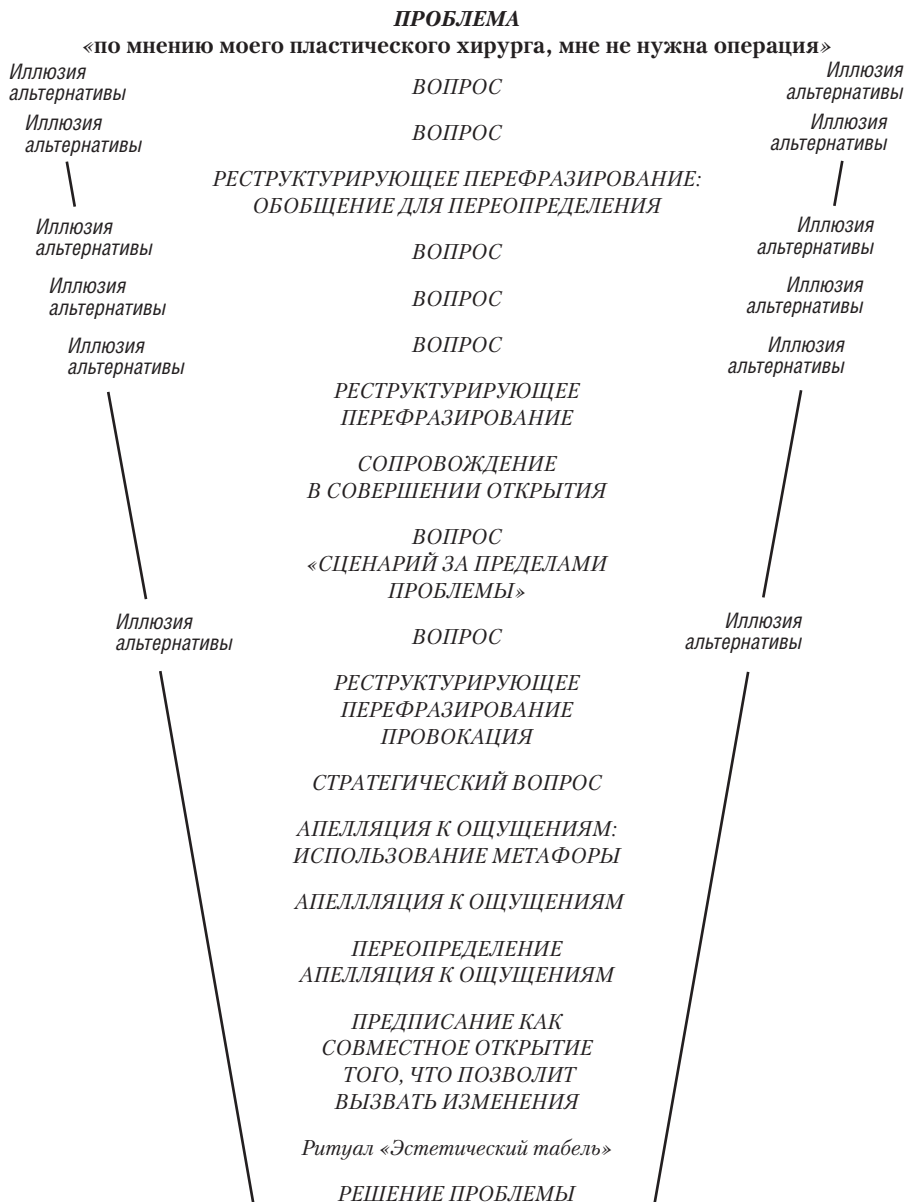 ПРОБЛЕМА
«по мнению моего пластического хирурга, мне не нужна операция»
Иллюзия
альтернативы
ВОПРОС
Иллюзия
альтернативы
Иллюзия
альтернативы
ВОПРОС
Иллюзия
альтернативы
РЕСТРУКТУРИРУЮЩЕЕ ПЕРЕФРАЗИРОВАНИЕ:
ОБОБЩЕНИЕ ДЛЯ ПЕРЕОПРЕДЕЛЕНИЯ
Иллюзия
альтернативы
ВОПРОС
Иллюзия
альтернативы
Иллюзия
альтернативы
ВОПРОС
Иллюзия
альтернативы
Иллюзия
альтернативы
ВОПРОС
Иллюзия
альтернативы
РЕСТРУКТУРИРУЮЩЕЕ
ПЕРЕФРАЗИРОВАНИЕ
СОПРОВОЖДЕНИЕ
В СОВЕРШЕНИИ ОТКРЫТИЯ
ВОПРОС
«СЦЕНАРИЙ ЗА ПРЕДЕЛАМИ
ПРОБЛЕМЫ»
Иллюзия
альтернативы
ВОПРОС
Иллюзия
альтернативы
РЕСТРУКТУРИРУЮЩЕЕ
ПЕРЕФРАЗИРОВАНИЕ
ПРОВОКАЦИЯ
СТРАТЕГИЧЕСКИЙ ВОПРОС
АПЕЛЛЯЦИЯ К ОЩУЩЕНИЯМ:
ИСПОЛЬЗОВАНИЕ МЕТАФОРЫ
АПЕЛЛЛЯЦИЯ К ОЩУЩЕНИЯМ
ПЕРЕОПРЕДЕЛЕНИЕ
АПЕЛЛЯЦИЯ К ОЩУЩЕНИЯМ
ПРЕДПИСАНИЕ КАК
СОВМЕСТНОЕ ОТКРЫТИЕ
ТОГО, ЧТО ПОЗВОЛИТ
ВЫЗВАТЬ ИЗМЕНЕНИЯ
Ритуал «Эстетический табель»
РЕШЕНИЕ ПРОБЛЕМЫ